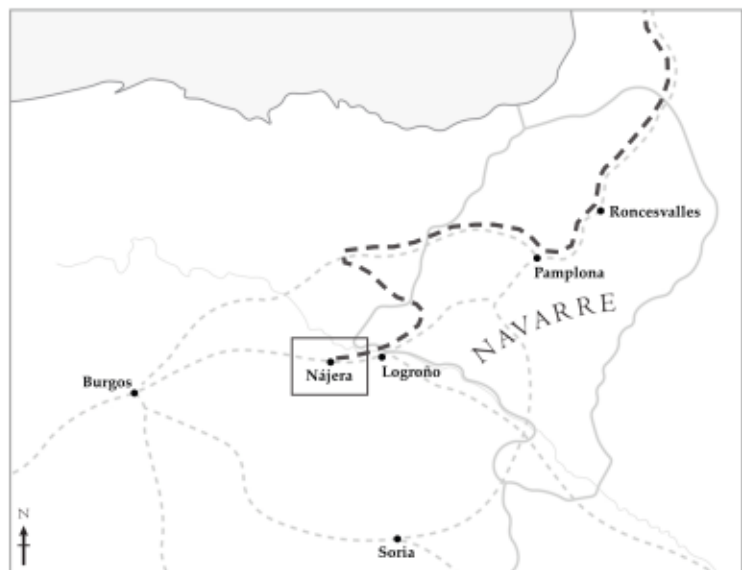 Roncesvalles
Pamplona
NAVARRE
Nájera
Logroño
Burgos
N
Soria